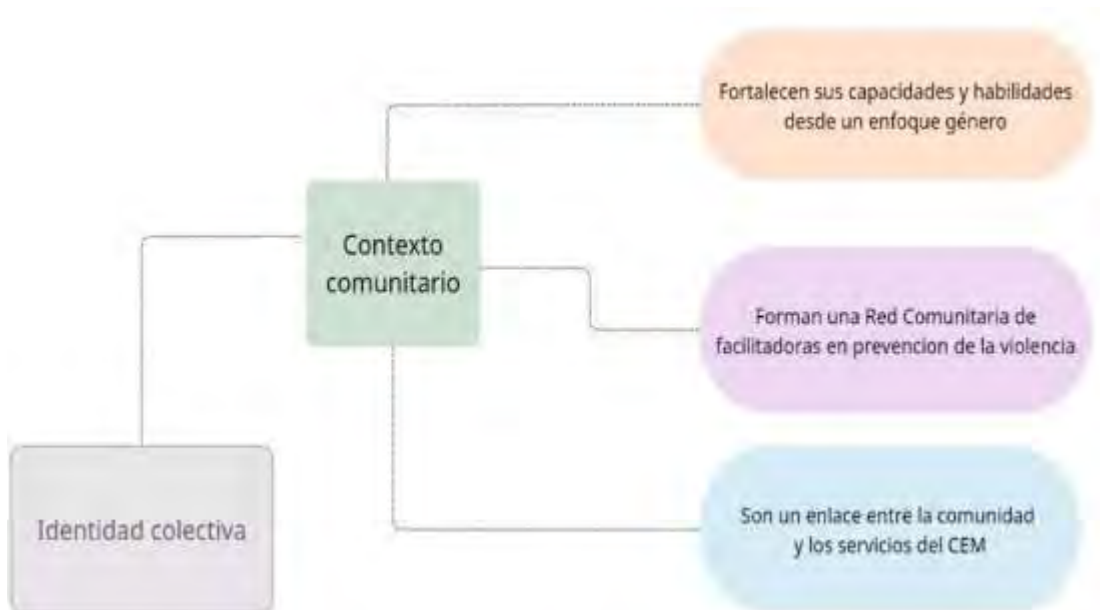 Fortalecen sus capacidades y habilidades
desde un enfoque género
Contexto
comunitario
Forman una Red Comunitaria de
facilitadoras en prevencion de la violencia
Identidad colectiva
Son un enlace entre la comunidad
y los servicios del CEM